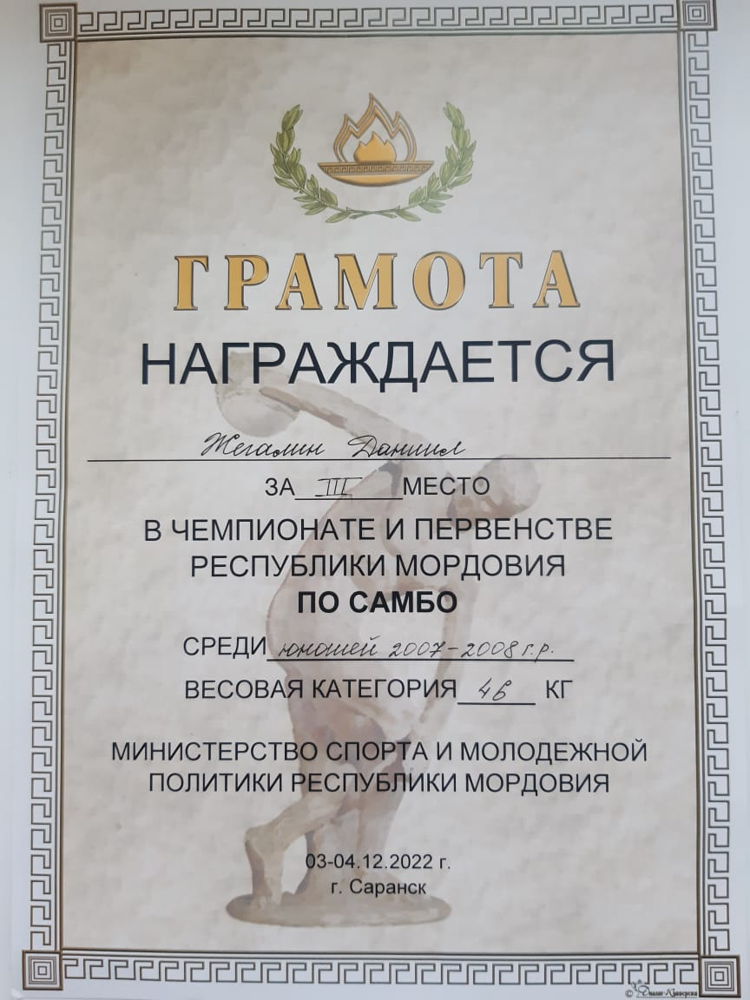 ГРАМОТА
НАГРАЖДАЕТСЯ
Жегалин Даниил
ЗА III МЕСТО
В ЧЕМПИОНАТЕ И ПЕРВЕНСТВЕ
РЕСПУБЛИКИ МОРДОВИЯ
ПО САМБО
СРЕДИ юношей 2007-2008 г.р.
ВЕСОВАЯ КАТЕГОРИЯ 46 КГ
МИНИСТЕРСТВО СПОРТА И МОЛОДЕЖНОЙ
ПОЛИТИКИ РЕСПУБЛИКИ МОРДОВИЯ
03-04.12.2022 г.
г. Саранск